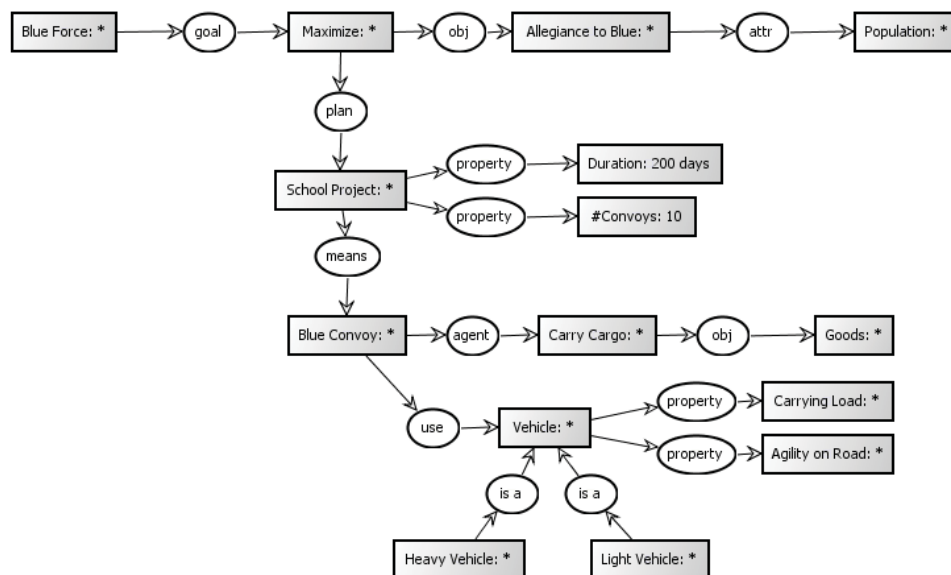 Blue Force: *
goal
Maximize: *
obj
Allegiance to Blue: *
attr
Population: *
plan
School Project: *
property
Duration: 200 days
property
#Convoys: 10
means
Blue Convoy: *
agent
Carry Cargo: *
obj
Goods: *
use
Vehicle: *
property
Carrying Load: *
property
Agility on Road: *
is a
is a
Heavy Vehicle: *
Light Vehicle: *